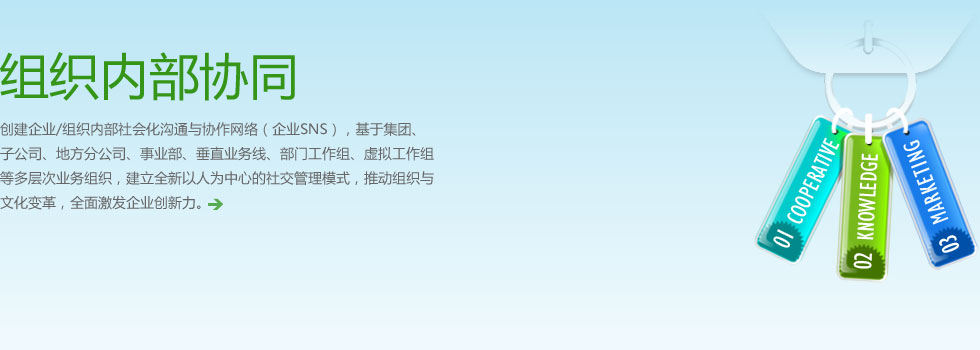 组织内部协同
创建企业/组织内部社会化沟通与协作网络（企业SNS），基于集团、
子公司、地方分公司、事业部、垂直业务线、部门工作组、虚拟工作组
等多层次业务组织，建立全新以人为中心的社交管理模式，推动组织与
文化变革，全面激发企业创新力。
01 COOPERATIVE
02 KNOWLEDGE
03 MARKETING